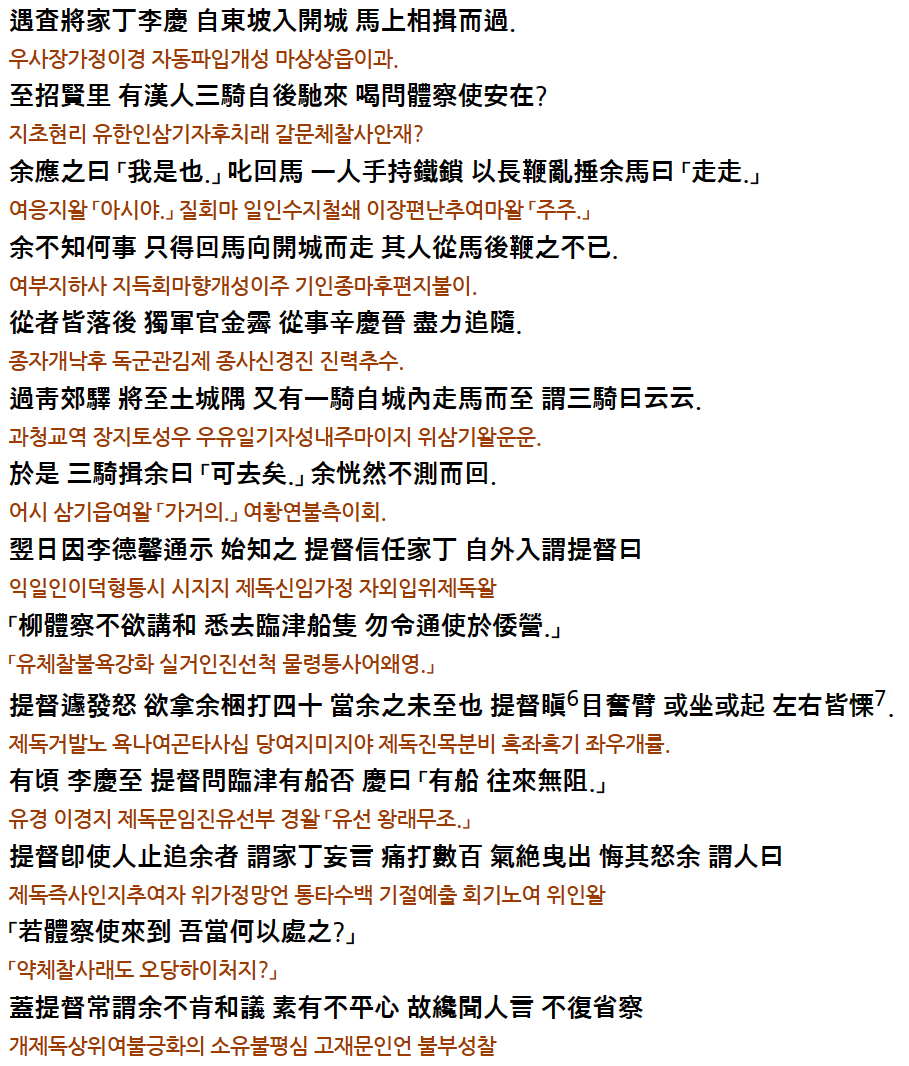 遇査將家丁李慶 自東坡入開城 馬上相揖而過.
우사장가정이경 자동파입개성 마상상읍이과.
至招賢里 有漢人三騎自後馳來 喝問體察使安在?
지초현리 유한인삼기자후치래 갈문체찰사안재?
余應之曰 ｢我是也.｣ 叱回馬 一人手持鐵鎖 以長鞭亂捶余馬曰 ｢走走.｣
여응지왈 ｢아시야.｣ 질회마 일인수지철쇄 이장편난추여마왈 ｢주주.｣
余不知何事 只得回馬向開城而走 其人從馬後鞭之不已.
여부지하사 지득회마향개성이주 기인종마후편지불이.
從者皆落後 獨軍官金霽 從事辛慶晉 盡力追隨.
종자개낙후 독군관김제 종사신경진 진력추수.
過靑郊驛 將至土城隅 又有一騎自城內走馬而至 謂三騎曰云云.
과청교역 장지토성우 우유일기자성내주마이지 위삼기왈운운.
於是 三騎揖余曰 ｢可去矣.｣ 余恍然不測而回.
어시 삼기읍여왈 ｢가거의.｣ 여황연불측이회.
翌日因李德馨通示 始知之 提督信任家丁 自外入謂提督曰
익일인이덕형통시 시지지 제독신임가정 자외입위제독왈
｢柳體察不欲講和 悉去臨津船隻 勿令通使於倭營.｣
｢유체찰불욕강화 실거인진선척 물령통사어왜영.｣
提督遽發怒 欲拿余梱打四十 當余之未至也 提督瞋6目奮臂 或坐或起 左右皆慄7.
제독거발노 욕나여곤타사십 당여지미지야 제독진목분비 혹좌혹기 좌우개률.
有頃 李慶至 提督問臨津有船否 慶曰 ｢有船 往來無阻.｣
유경 이경지 제독문임진유선부 경왈 ｢유선 왕래무조.｣
提督卽使人止追余者 謂家丁妄言 痛打數百 氣絶曳出 悔其怒余 謂人曰
제독즉사인지추여자 위가정망언 통타수백 기절예출 회기노여 위인왈
｢若體察使來到 吾當何以處之?｣
｢약체찰사래도 오당하이처지?｣
蓋提督常謂余不肯和議 素有不平心 故纔聞人言 不復省察
개제독상위여불긍화의 소유불평심 고재문인언 불부성찰